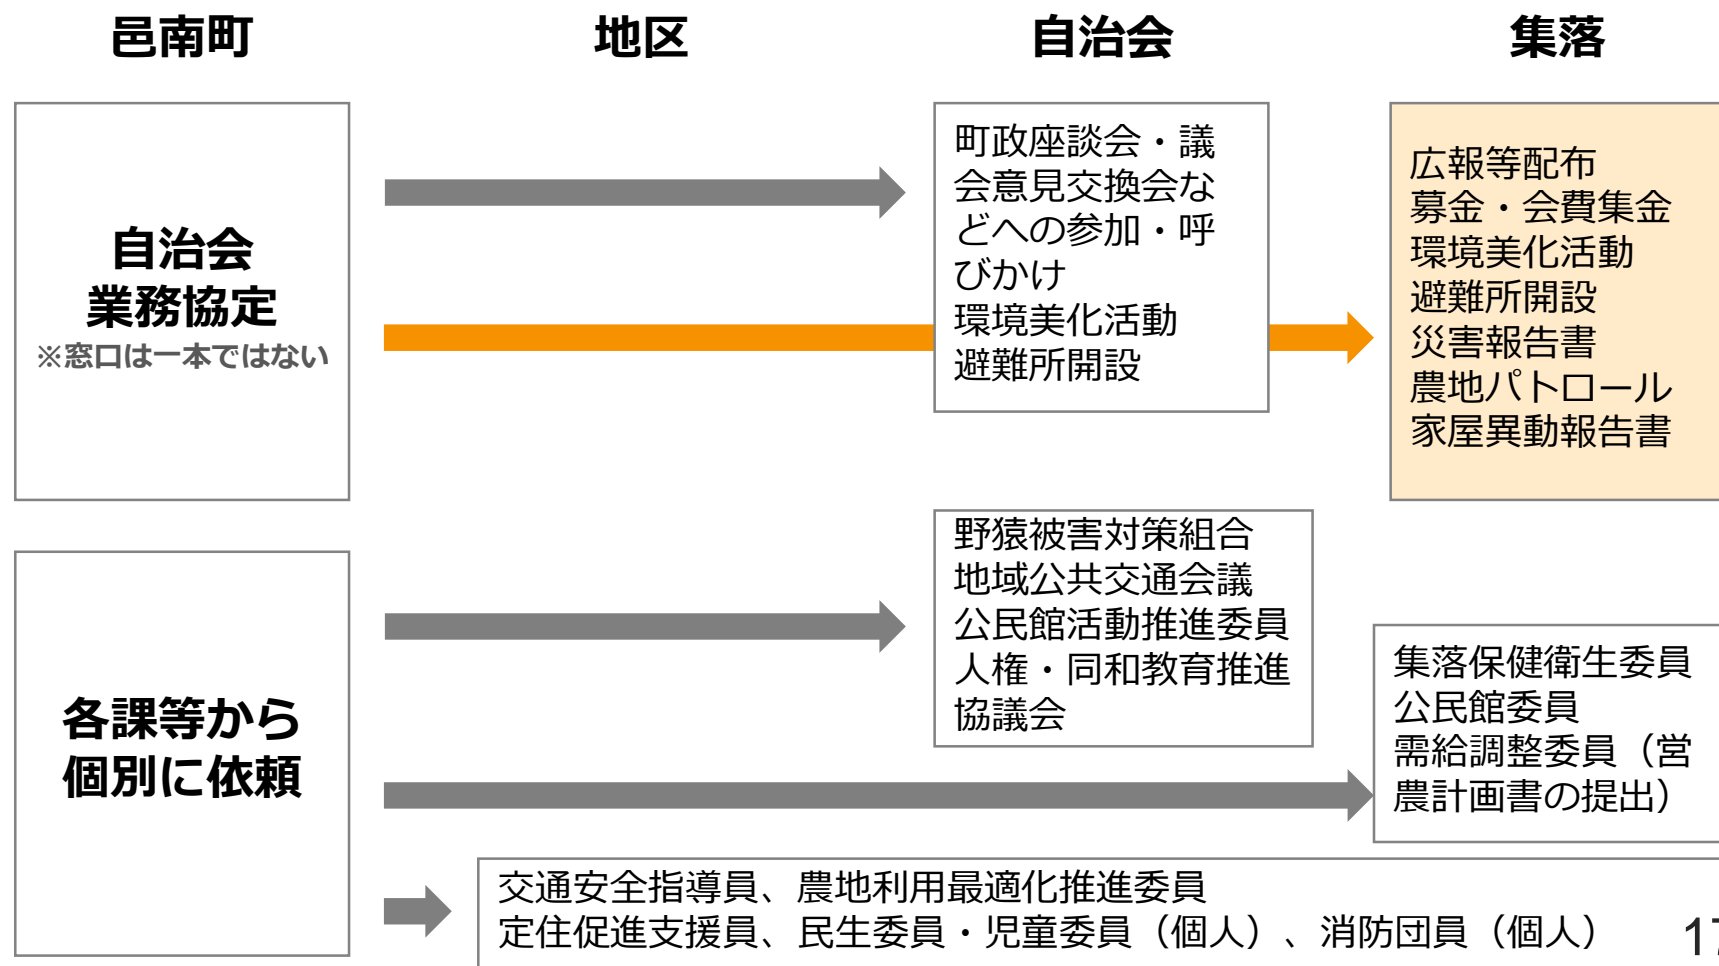 邑南町
地区
自治会
集落
自治会
業務協定
※窓口は一本ではない
町政座談会・議
会意見交換会な
どへの参加・呼
びかけ
環境美化活動
避難所開設
広報等配布
募金・会費集金
環境美化活動
避難所開設
災害報告書
農地パトロール
家屋異動報告書
各課等から
個別に依頼
野猿被害対策組合
地域公共交通会議
公民館活動推進委員
人権・同和教育推進
協議会
集落保健衛生委員
公民館委員
需給調整委員（営
農計画書の提出）
交通安全指導員、農地利用最適化推進委員
定住促進支援員、民生委員・児童委員（個人）、消防団員（個人）
17